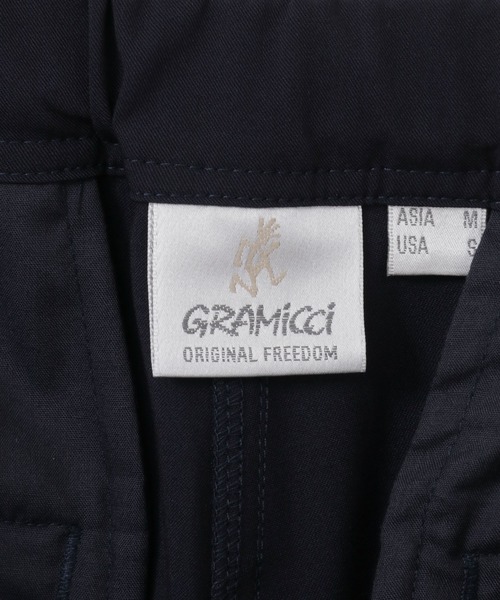 GRAMiCCi
ORIGINAL FREEDOM
ASIA M
USA S